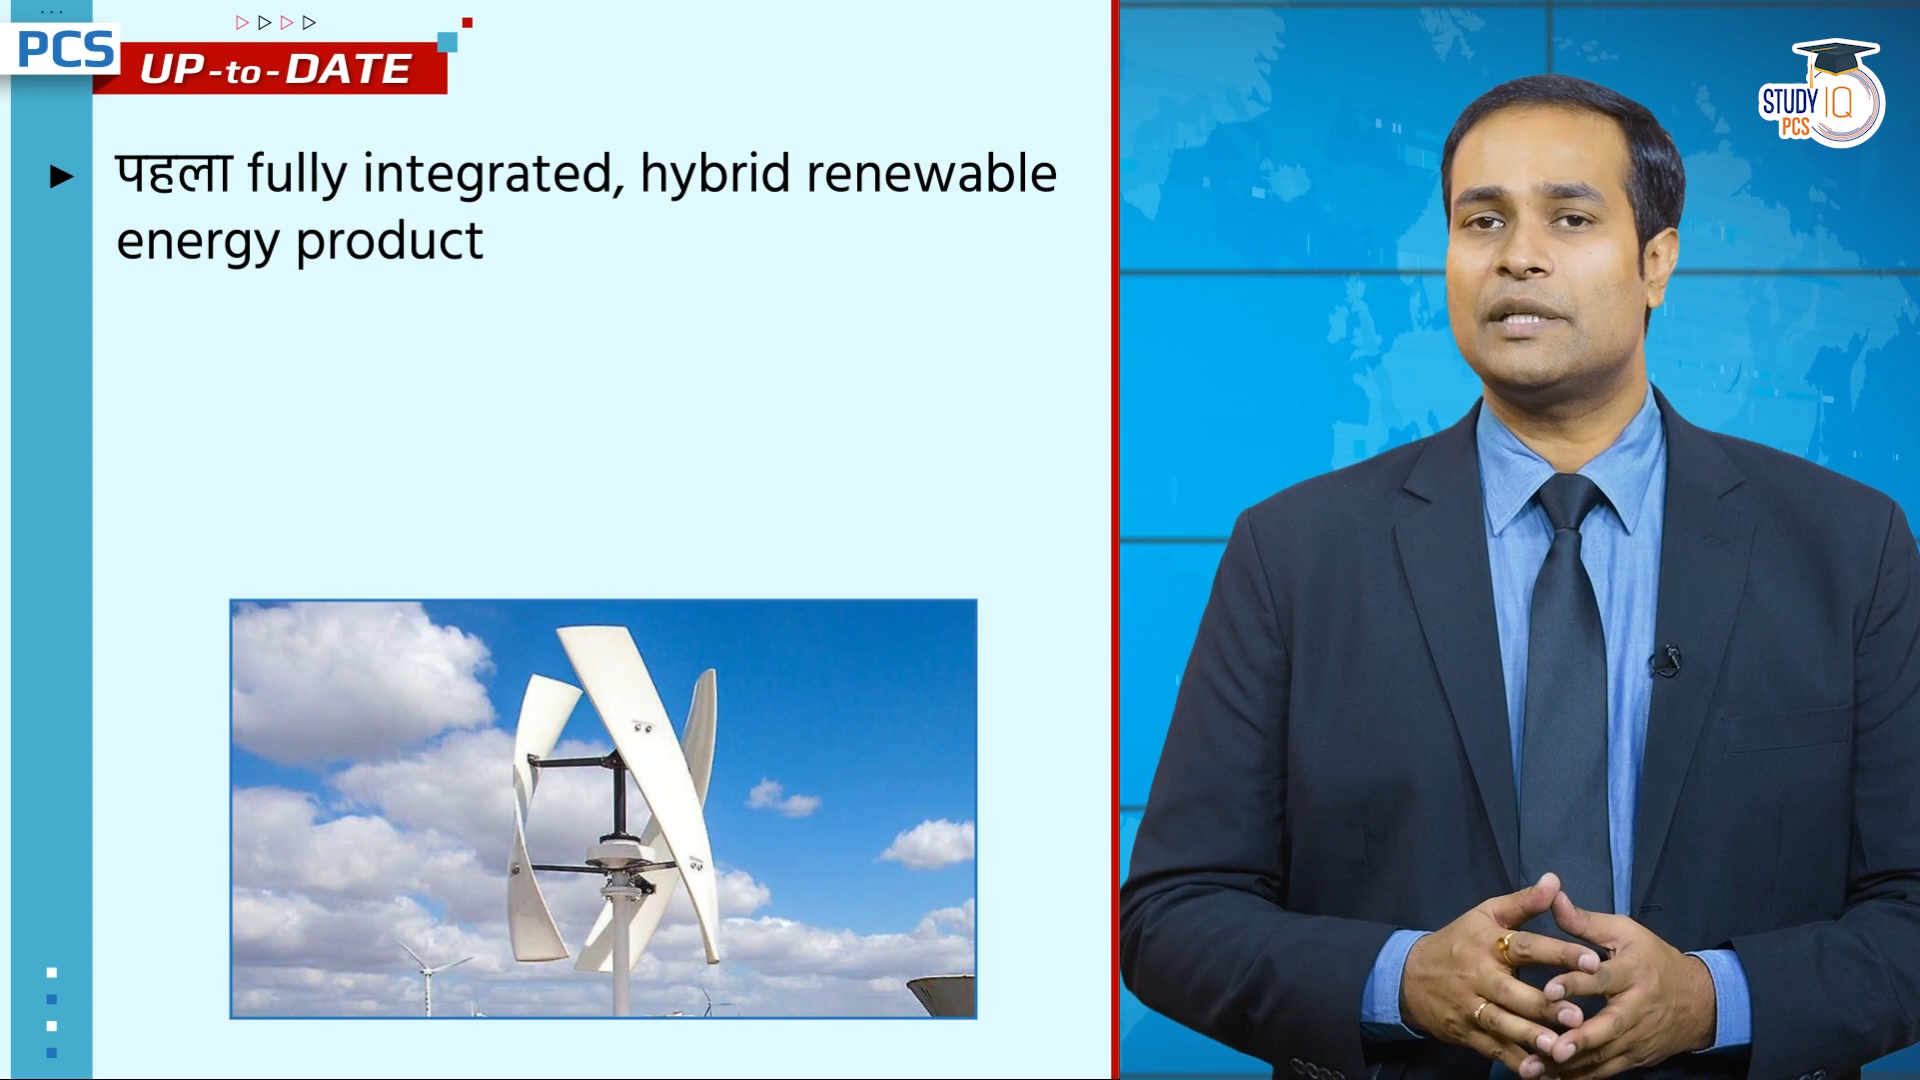 PCS
UP-to-DATE
पहला fully integrated, hybrid renewable
energy product
STUDY IQ
PCS